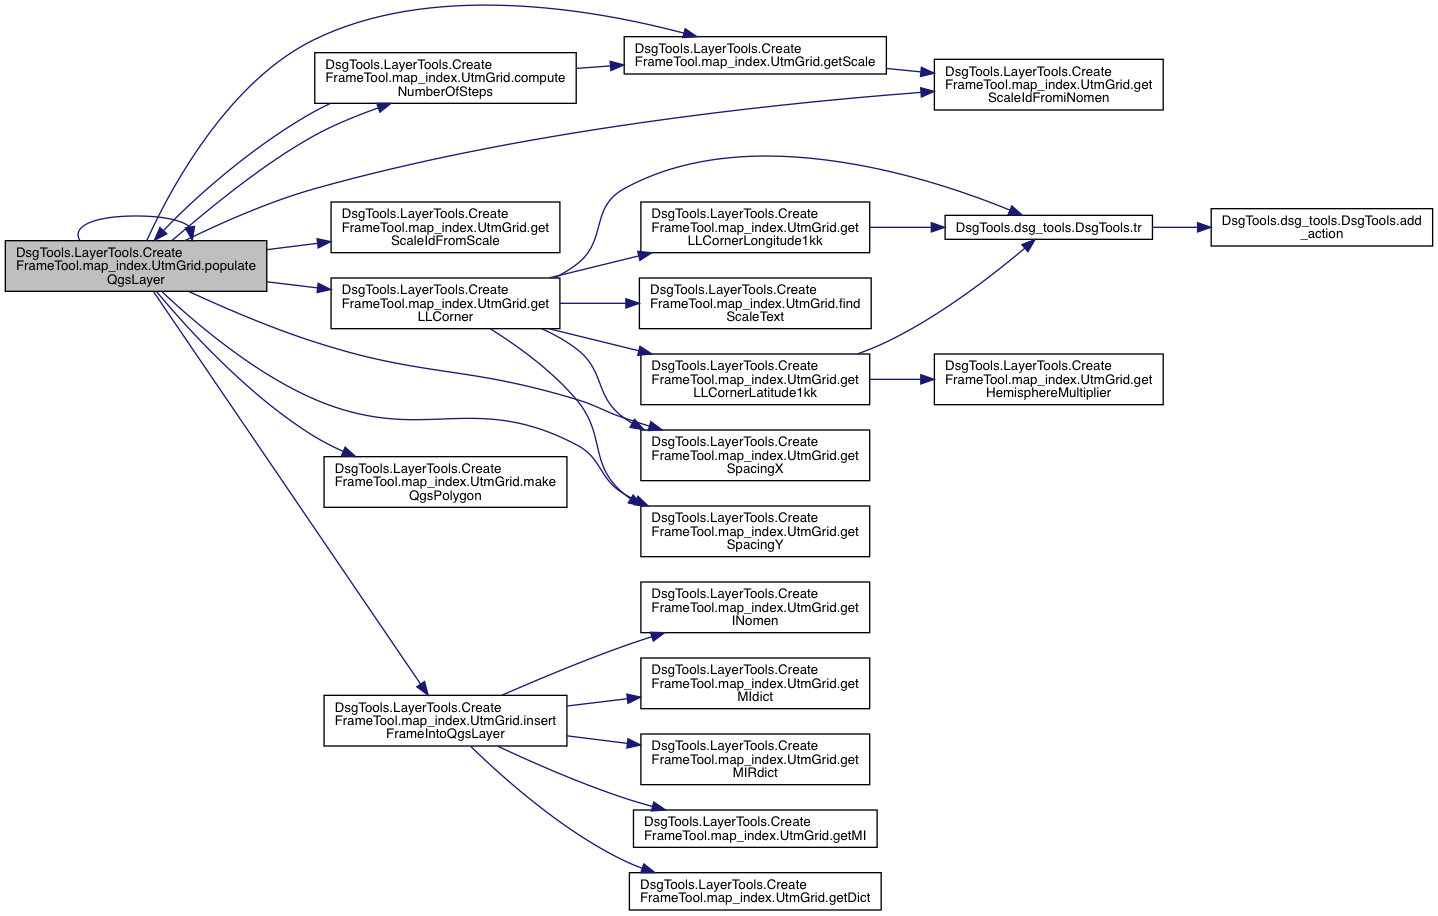 DsgTools.LayerTools.Create
FrameTool.map_index.UtmGrid.populate
QgsLayer
DsgTools.LayerTools.Create
FrameTool.map_index.UtmGrid.compute
NumberOfSteps
DsgTools.LayerTools.Create
FrameTool.map_index.UtmGrid.getScale
DsgTools.LayerTools.Create
FrameTool.map_index.UtmGrid.get
ScaleIdFromiNomen
DsgTools.LayerTools.Create
FrameTool.map_index.UtmGrid.get
ScaleIdFromScale
DsgTools.LayerTools.Create
FrameTool.map_index.UtmGrid.get
LLCorner
DsgTools.LayerTools.Create
FrameTool.map_index.UtmGrid.get
LLCornerLongitude1kk
DsgTools.LayerTools.Create
FrameTool.map_index.UtmGrid.find
ScaleText
DsgTools.LayerTools.Create
FrameTool.map_index.UtmGrid.get
LLCornerLatitude1kk
DsgTools.dsg_tools.DsgTools.tr
DsgTools.dsg_tools.DsgTools.add
_action
DsgTools.LayerTools.Create
FrameTool.map_index.UtmGrid.get
HemisphereMultiplier
DsgTools.LayerTools.Create
FrameTool.map_index.UtmGrid.get
SpacingX
DsgTools.LayerTools.Create
FrameTool.map_index.UtmGrid.make
QgsPolygon
DsgTools.LayerTools.Create
FrameTool.map_index.UtmGrid.get
SpacingY
DsgTools.LayerTools.Create
FrameTool.map_index.UtmGrid.insert
FrameIntoQgsLayer
DsgTools.LayerTools.Create
FrameTool.map_index.UtmGrid.get
INomen
DsgTools.LayerTools.Create
FrameTool.map_index.UtmGrid.get
MIdict
DsgTools.LayerTools.Create
FrameTool.map_index.UtmGrid.get
MIRdict
DsgTools.LayerTools.Create
FrameTool.map_index.UtmGrid.getMI
DsgTools.LayerTools.Create
FrameTool.map_index.UtmGrid.getDict